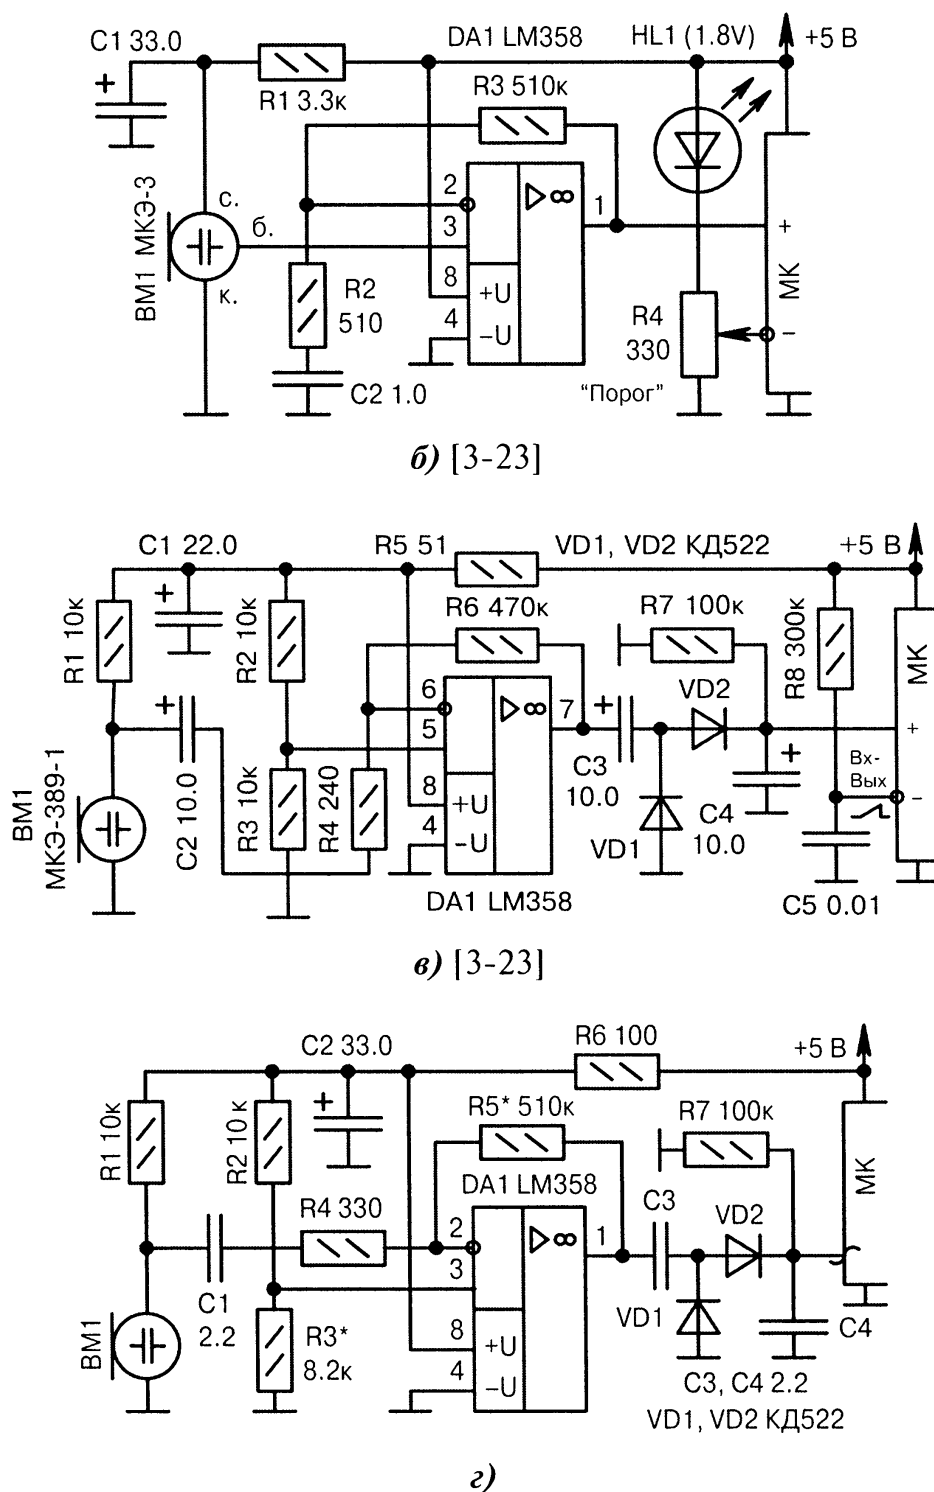 C1 33.0
DA1 LM358
HL1 (1.8V)
+5 В
+
R1 3.3к
R3 510к
ВМ1 МКЭ-3
с.
б.
к.
2
3
8
4
▷∞
1
+U
−U
R2
510
C2 1.0
R4
330
“Порог”
+
−
МК
б) [3-23]
C1 22.0
R5 51
VD1, VD2 КД522
+5 В
R1 10к
+
R2 10к
R6 470к
R7 100к
R8 300к
МК
+
C2 10.0
6
5
8
4
▷∞
7
+U
−U
+
C3
10.0
VD2
VD1
+
C4
10.0
Вх-
Вых
+
−
ВМ1
МКЭ-389-1
R3 10к
R4 240
DA1 LM358
C5 0.01
в) [3-23]
C2 33.0
R6 100
+5 В
R1 10к
R2 10к
+
R5* 510к
R7 100к
МК
DA1 LM358
R4 330
2
3
8
4
▷∞
1
+U
−U
C3
VD2
VD1
C4
C1
2.2
ВМ1
R3*
8.2к
C3, C4 2.2
VD1, VD2 КД522
г)